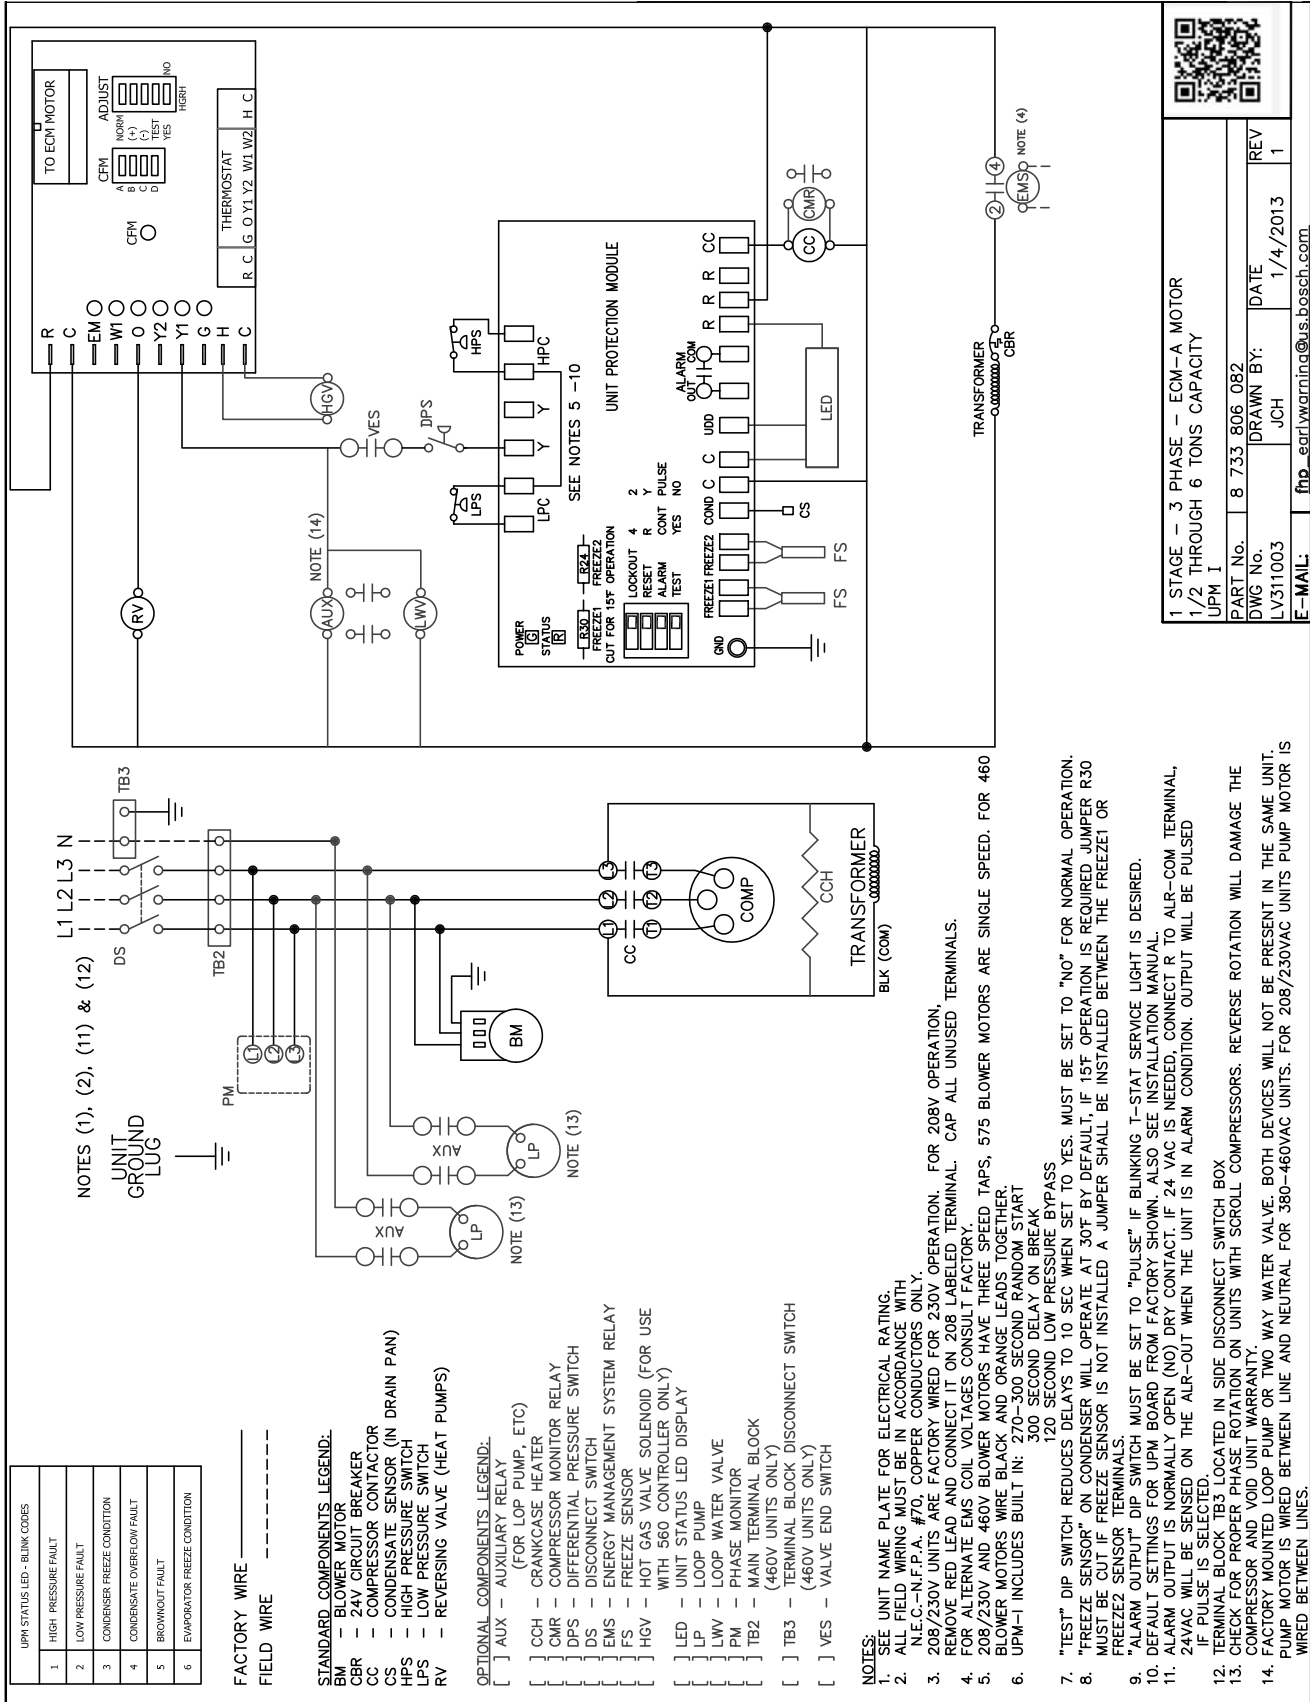 UPM STATUS LED - BLINK CODES
1 HIGH PRESSURE FAULT
2 LOW PRESSURE FAULT
3 CONDENSER FREEZE CONDITION
4 CONDENSATE OVERFLOW FAULT
5 BROWNOUT FAULT
6 EVAPORATOR FREEZE CONDITION
FACTORY WIRE
FIELD WIRE
STANDARD COMPONENTS LEGEND:
BM – BLOWER MOTOR
CBR – 24V CIRCUIT BREAKER
CC – COMPRESSOR CONTACTOR
CS – CONDENSATE SENSOR (IN DRAIN PAN)
HPS – HIGH PRESSURE SWITCH
LPS – LOW PRESSURE SWITCH
RV – REVERSING VALVE (HEAT PUMPS)
OPTIONAL COMPONENTS LEGEND:
[ ] AUX – AUXILIARY RELAY
(FOR LOP PUMP, ETC)
[ ] CCH – CRANKCASE HEATER
[ ] CMR – COMPRESSOR MONITOR RELAY
[ ] DPS – DIFFERENTIAL PRESSURE SWITCH
[ ] DS – DISCONNECT SWITCH
[ ] EMS – ENERGY MANAGEMENT SYSTEM RELAY
[ ] FS – FREEZE SENSOR
[ ] HGV – HOT GAS VALVE SOLENOID (FOR USE
WITH 560 CONTROLLER ONLY)
[ ] LED – UNIT STATUS LED DISPLAY
[ ] LP – LOOP PUMP
[ ] LWV – LOOP WATER VALVE
[ ] PM – PHASE MONITOR
[ ] TB2 – MAIN TERMINAL BLOCK
(460V UNITS ONLY)
[ ] TB3 – TERMINAL BLOCK DISCONNECT SWITCH
(460V UNITS ONLY)
[ ] VES – VALVE END SWITCH
NOTES:
1. SEE UNIT NAME PLATE FOR ELECTRICAL RATING.
2. ALL FIELD WIRING MUST BE IN ACCORDANCE WITH
N.E.C.–N.F.P.A. #70, COPPER CONDUCTORS ONLY.
3. 208/230V UNITS ARE FACTORY WIRED FOR 230V OPERATION. FOR 208V OPERATION,
REMOVE RED LEAD AND CONNECT IT ON 208 LABELED TERMINAL. CAP ALL UNUSED TERMINALS.
4. FOR ALTERNATE EMS COIL VOLTAGES CONSULT FACTORY.
5. 208/230V AND 460V BLOWER MOTORS HAVE THREE SPEED TAPS, 575 BLOWER MOTORS ARE SINGLE SPEED. FOR 460
BLOWER MOTORS WIRE BLACK AND ORANGE LEADS TOGETHER.
6. UPM–I INCLUDES BUILT IN: 270–300 SECOND RANDOM START
300 SECOND DELAY ON BREAK
120 SECOND LOW PRESSURE BYPASS
7. "TEST" DIP SWITCH REDUCES DELAYS TO 10 SEC WHEN SET TO YES. MUST BE SET TO "NO" FOR NORMAL OPERATION.
8. "FREEZE SENSOR" ON CONDENSER WILL OPERATE AT 30°F BY DEFAULT, IF 15°F OPERATION IS REQUIRED JUMPER R30
MUST BE CUT IF FREEZE SENSOR IS NOT INSTALLED A JUMPER SHALL BE INSTALLED BETWEEN THE FREEZE1 OR
FREEZE2 SENSOR TERMINALS.
9. "ALARM OUTPUT" DIP SWITCH MUST BE SET TO "PULSE" IF BLINKING T–STAT SERVICE LIGHT IS DESIRED.
10. DEFAULT SETTINGS FOR UPM BOARD FROM FACTORY SHOWN. ALSO SEE INSTALLATION MANUAL.
11. ALARM OUTPUT IS NORMALLY OPEN (NO) DRY CONTACT. IF 24 VAC IS NEEDED, CONNECT R TO ALR–COM TERMINAL,
24VAC WILL BE SENSED ON THE ALR–OUT WHEN THE UNIT IS IN ALARM CONDITION. OUTPUT WILL BE PULSED
IF PULSE IS SELECTED.
12. TERMINAL BLOCK TB3 LOCATED IN SIDE DISCONNECT SWITCH BOX
13. CHECK FOR PROPER PHASE ROTATION ON UNITS WITH SCROLL COMPRESSORS. REVERSE ROTATION WILL DAMAGE THE
COMPRESSOR AND VOID UNIT WARRANTY.
14. FACTORY MOUNTED LOOP PUMP OR TWO WAY WATER VALVE. BOTH DEVICES WILL NOT BE PRESENT IN THE SAME UNIT.
PUMP MOTOR IS WIRED BETWEEN LINE AND NEUTRAL FOR 380–460VAC UNITS. FOR 208/230VAC UNITS PUMP MOTOR IS
WIRED BETWEEN LINES.
NOTES (1), (2), (11) & (12)
UNIT
GROUND
LUG
L1 L2 L3 N
DS
TB3
TB2
PM
L1
L2
L3
AUX
LP
NOTE (13)
AUX
LP
NOTE (13)
BM
L1 L2 L3
CC
T1 T2 T3
COMP
CCH
TRANSFORMER
BLK (COM)
TO ECM MOTOR
CFM
CFM
A
B
C
D
ADJUST
NORM
(+)
(-)
TEST
YES
NO
HGRH
THERMOSTAT
R C G O Y1 Y2 W1 W2 H C
R
C
EM
W1
O
Y2
Y1
G
H
C
RV
HGV
NOTE (14)
AUX
LWV
VES
DPS
LPS
HPS
LPC Y Y HPC
SEE NOTES 5 -10
UNIT PROTECTION MODULE
POWER
G
STATUS
R
R30
R24
FREEZE1 FREEZE2
CUT FOR 15°F OPERATION
LOCKOUT 4 2
RESET R Y
ALARM CONT PULSE
TEST YES NO
GND FREEZE1 FREEZE2 COND C C UDD ALARM OUT COM R R R CC
FS
FS
CS
LED
CC
CMR
TRANSFORMER
CBR
2 4
EMS
NOTE (4)
1 STAGE – 3 PHASE – ECM–A MOTOR
1/2 THROUGH 6 TONS CAPACITY
UPM I
PART No. 8 733 806 082
DWG No. LV311003
DRAWN BY: JCH
DATE 1/4/2013
REV 1
E–MAIL: fhp_earlywarning@us.bosch.com